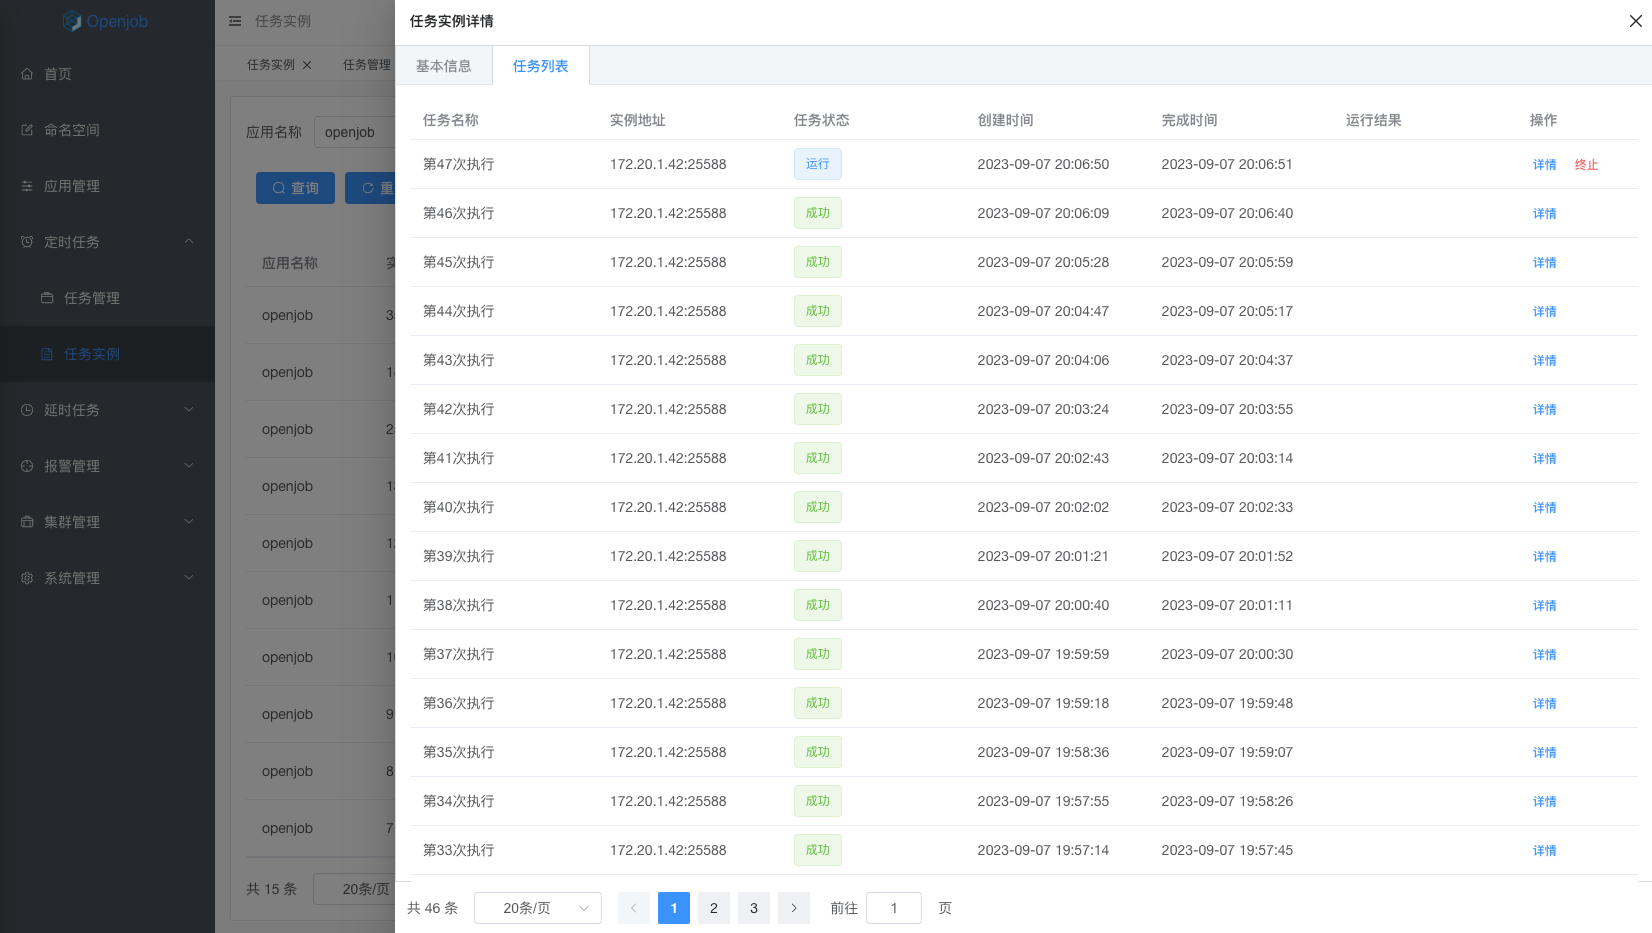 Openjob
首页
命名空间
应用管理
定时任务
任务管理
任务实例
延时任务
报警管理
集群管理
系统管理
任务实例
任务实例
任务管理
应用名称
openjob
查询
重
应用名称
实
openjob
3
openjob
1
openjob
2
openjob
1
openjob
1
openjob
1
openjob
1
openjob
9
openjob
8
openjob
7
共 15 条
20条/页
任务实例详情
基本信息
任务列表
任务名称 实例地址 任务状态 创建时间 完成时间 运行结果 操作
第47次执行 172.20.1.42:25588 运行 2023-09-07 20:06:50 2023-09-07 20:06:51 详情 终止
第46次执行 172.20.1.42:25588 成功 2023-09-07 20:06:09 2023-09-07 20:06:40 详情
第45次执行 172.20.1.42:25588 成功 2023-09-07 20:05:28 2023-09-07 20:05:59 详情
第44次执行 172.20.1.42:25588 成功 2023-09-07 20:04:47 2023-09-07 20:05:17 详情
第43次执行 172.20.1.42:25588 成功 2023-09-07 20:04:06 2023-09-07 20:04:37 详情
第42次执行 172.20.1.42:25588 成功 2023-09-07 20:03:24 2023-09-07 20:03:55 详情
第41次执行 172.20.1.42:25588 成功 2023-09-07 20:02:43 2023-09-07 20:03:14 详情
第40次执行 172.20.1.42:25588 成功 2023-09-07 20:02:02 2023-09-07 20:02:33 详情
第39次执行 172.20.1.42:25588 成功 2023-09-07 20:01:21 2023-09-07 20:01:52 详情
第38次执行 172.20.1.42:25588 成功 2023-09-07 20:00:40 2023-09-07 20:01:11 详情
第37次执行 172.20.1.42:25588 成功 2023-09-07 19:59:59 2023-09-07 20:00:30 详情
第36次执行 172.20.1.42:25588 成功 2023-09-07 19:59:18 2023-09-07 19:59:48 详情
第35次执行 172.20.1.42:25588 成功 2023-09-07 19:58:36 2023-09-07 19:59:07 详情
第34次执行 172.20.1.42:25588 成功 2023-09-07 19:57:55 2023-09-07 19:58:26 详情
第33次执行 172.20.1.42:25588 成功 2023-09-07 19:57:14 2023-09-07 19:57:45 详情
共 46 条 20条/页 1 2 3 前往 1 页